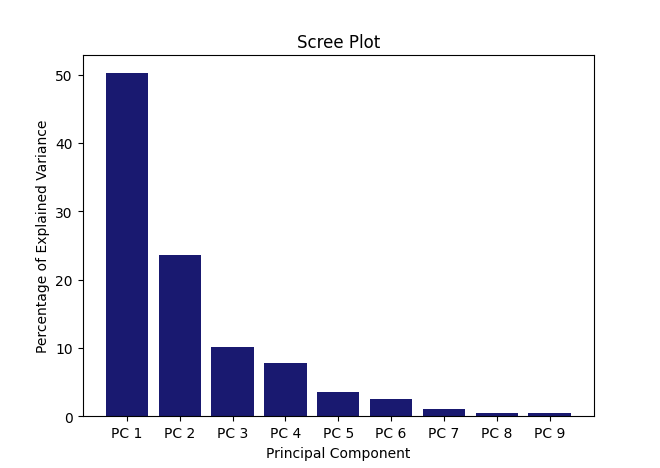 Scree Plot
Percentage of Explained Variance
50
40
30
20
10
0
PC 1 PC 2 PC 3 PC 4 PC 5 PC 6 PC 7 PC 8 PC 9
Principal Component